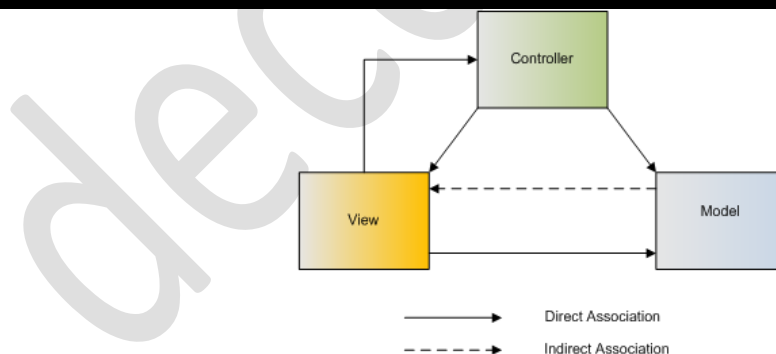 Controller
View
Model
Direct Association
Indirect Association